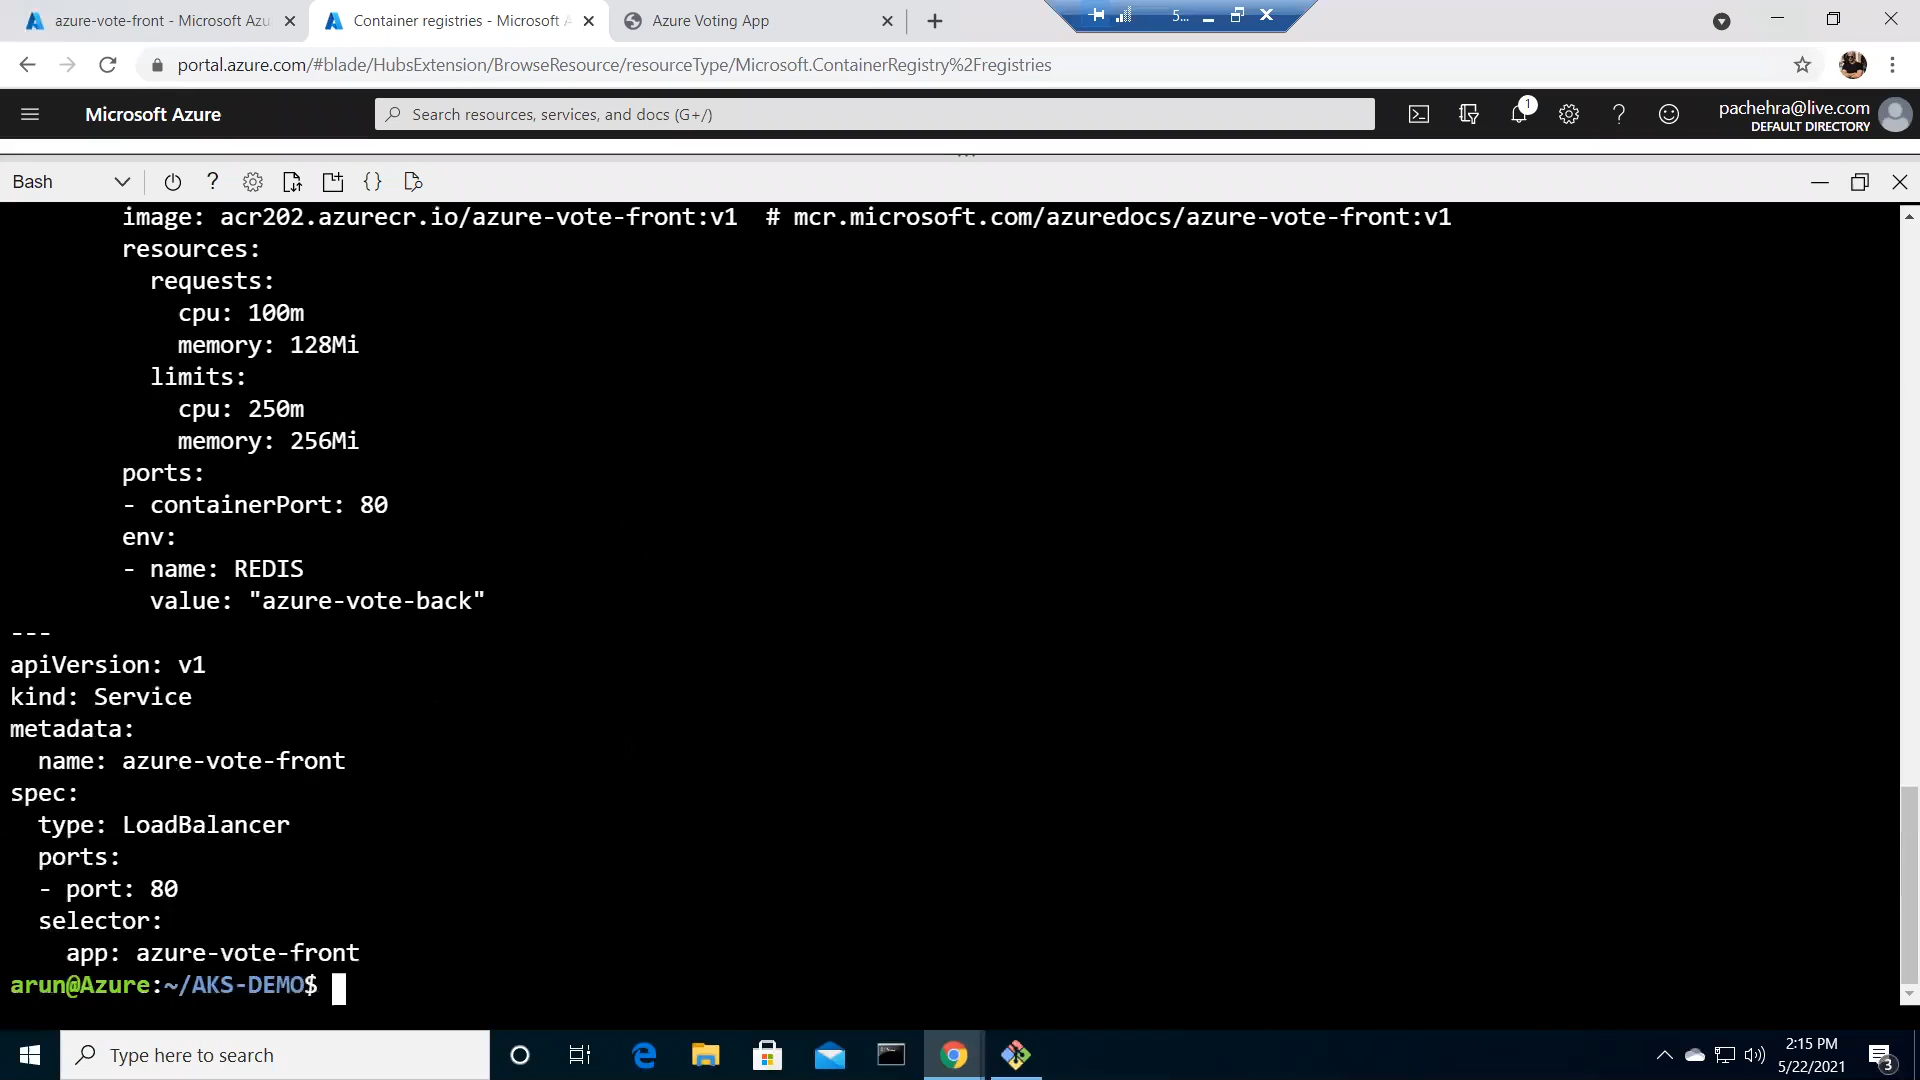 azure-vote-front - Microsoft Azu
Container registries - Microsoft A
Azure Voting App
5...
portal.azure.com/#blade/HubsExtension/BrowseResource/resourceType/Microsoft.ContainerRegistry%2Fregistries
Microsoft Azure
Search resources, services, and docs (G+/)
1
pachehra@live.com
DEFAULT DIRECTORY
Bash
image: acr202.azurecr.io/azure-vote-front:v1  # mcr.microsoft.com/azuredocs/azure-vote-front:v1
resources:
requests:
cpu: 100m
memory: 128Mi
limits:
cpu: 250m
memory: 256Mi
ports:
- containerPort: 80
env:
- name: REDIS
value: "azure-vote-back"
---
apiVersion: v1
kind: Service
metadata:
name: azure-vote-front
spec:
type: LoadBalancer
ports:
- port: 80
selector:
app: azure-vote-front
arun@Azure:~/AKS-DEMO$
Type here to search
2:15 PM
5/22/2021
3